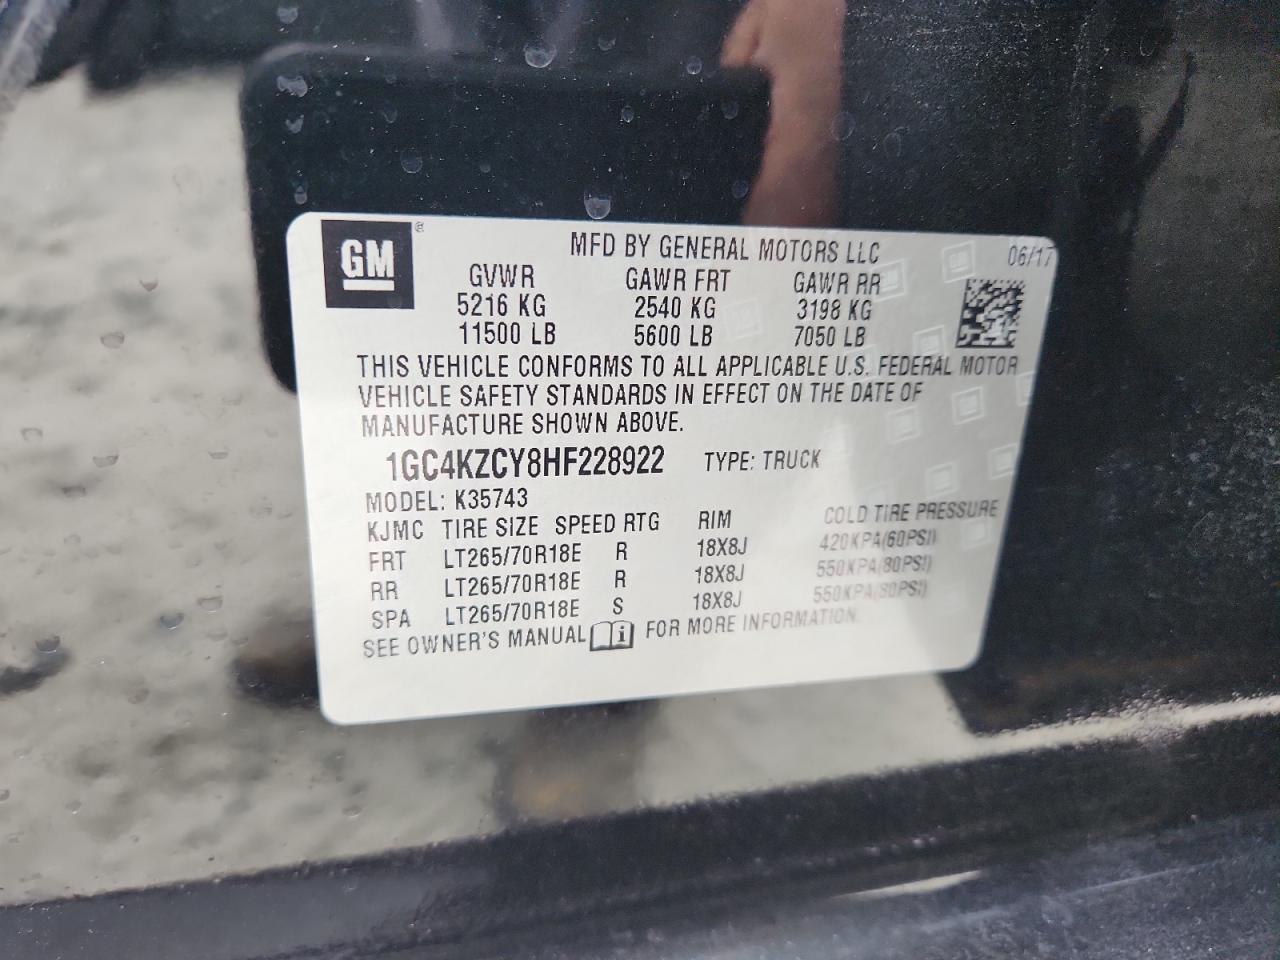 GM®
MFD BY GENERAL MOTORS LLC 06/17
GVWR GAWR FRT GAWR RR
5216 KG 2540 KG 3198 KG
11500 LB 5600 LB 7050 LB
THIS VEHICLE CONFORMS TO ALL APPLICABLE U.S. FEDERAL MOTOR
VEHICLE SAFETY STANDARDS IN EFFECT ON THE DATE OF
MANUFACTURE SHOWN ABOVE.
1GC4KZCY8HF228922 TYPE: TRUCK
MODEL: K35743
KJMC TIRE SIZE SPEED RTG RIM COLD TIRE PRESSURE
FRT LT265/70R18E R 18X8J 420KPA(60PSI)
RR LT265/70R18E R 18X8J 550KPA(80PSI)
SPA LT265/70R18E S 18X8J 550KPA(80PSI)
SEE OWNER'S MANUAL i FOR MORE INFORMATION.